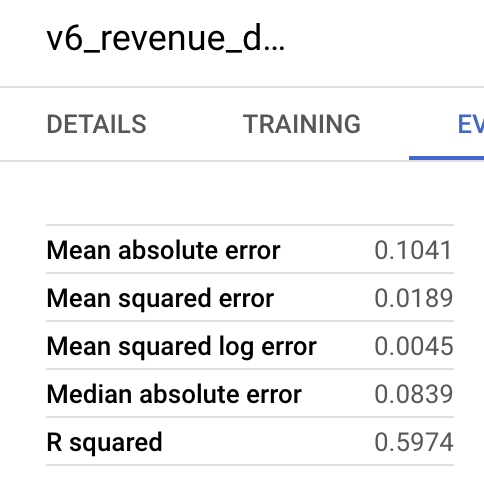 v6_revenue_d...
DETAILS TRAINING EV
Mean absolute error 0.1041
Mean squared error 0.0189
Mean squared log error 0.0045
Median absolute error 0.0839
R squared 0.5974